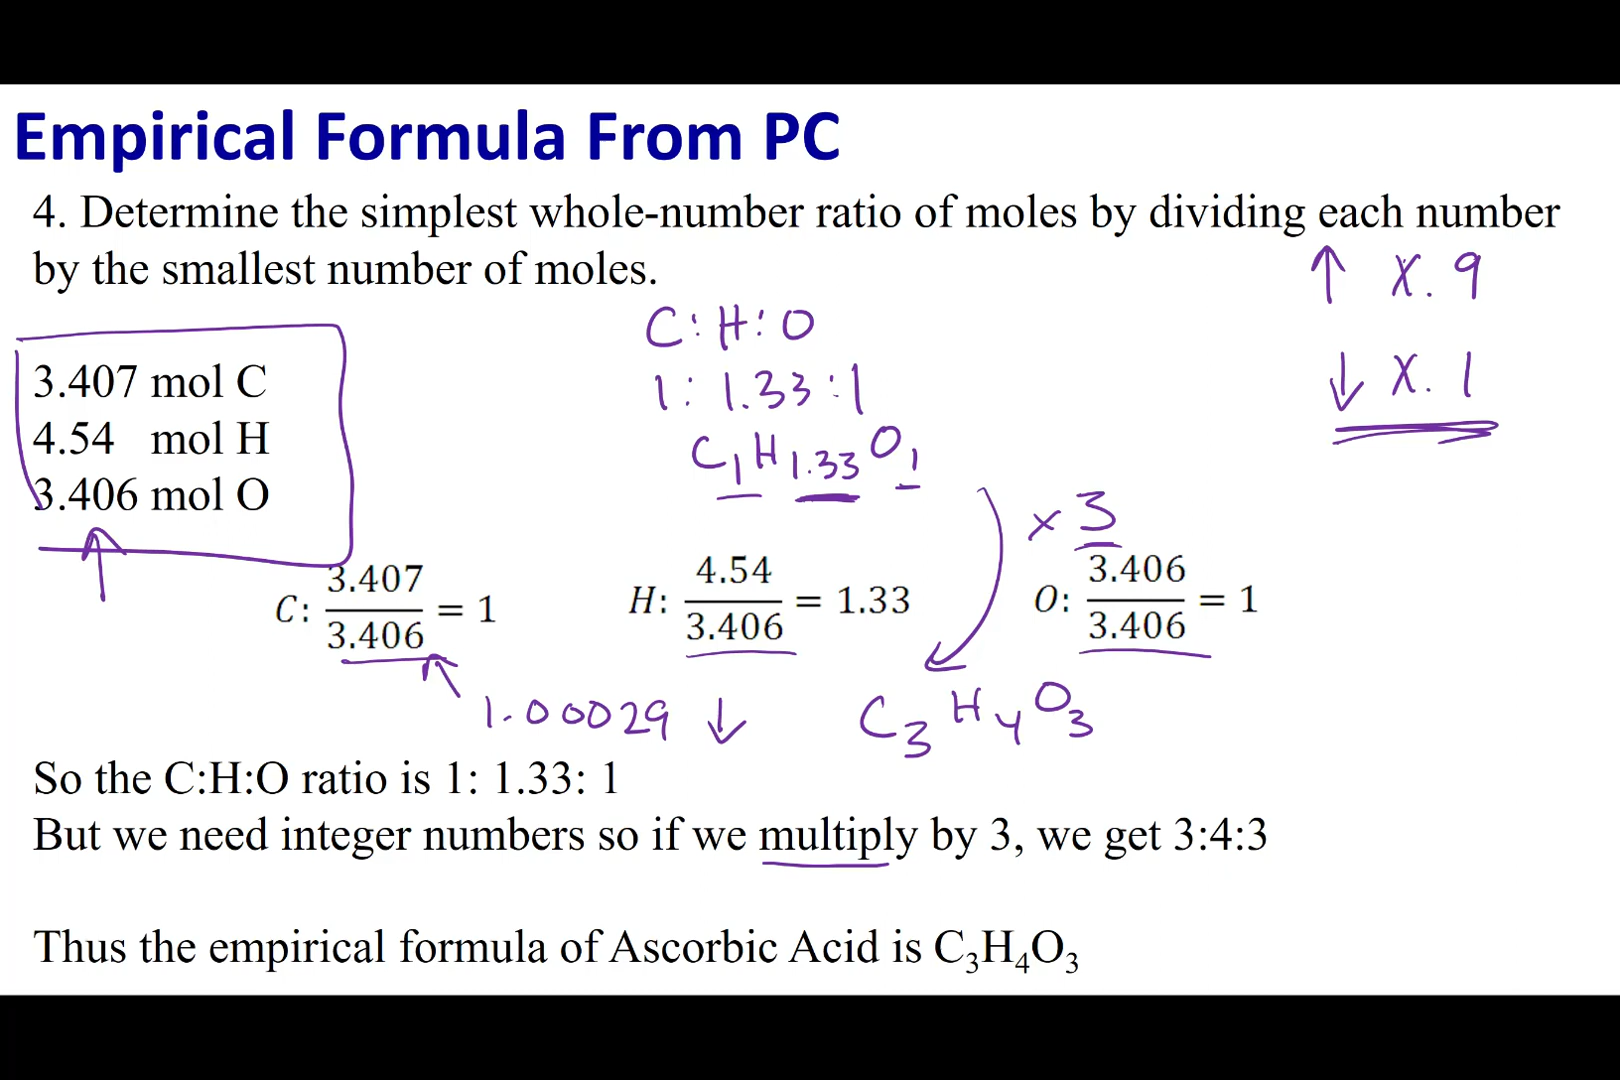 Empirical Formula From PC
4. Determine the simplest whole-number ratio of moles by dividing each number
by the smallest number of moles.
↑ X.9
↓ X.1
3.407 mol C
4.54 mol H
3.406 mol O
C:H:O
1:1.33:1
C₁H₁.₃₃O₁
× 3
C: 3.407/3.406 = 1
H: 4.54/3.406 = 1.33
O: 3.406/3.406 = 1
1.00029 ↓
C₃H₄O₃
So the C:H:O ratio is 1: 1.33: 1
But we need integer numbers so if we multiply by 3, we get 3:4:3
Thus the empirical formula of Ascorbic Acid is C₃H₄O₃